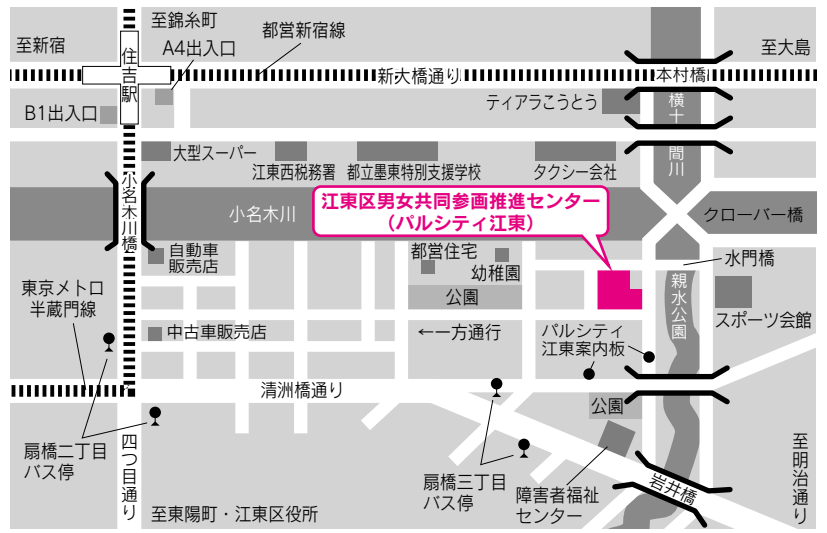 至錦糸町
至新宿
都営新宿線
A4出入口
至大島
住吉駅
新大橋通り
本村橋
ティアラこうとう
横十間川
B1出入口
大型スーパー
江東西税務署
都立墨東特別支援学校
タクシー会社
小名木川橋
江東区男女共同参画推進センター
（パルシティ江東）
小名木川
クローバー橋
自動車
販売店
都営住宅
幼稚園
水門橋
東京メトロ
半蔵門線
公園
親水公園
スポーツ会館
中古車販売店
←一方通行
パルシティ
江東案内板
清洲橋通り
公園
扇橋二丁目
バス停
四つ目通り
扇橋三丁目
バス停
障害者福祉
センター
岩井橋
至明治通り
至東陽町・江東区役所